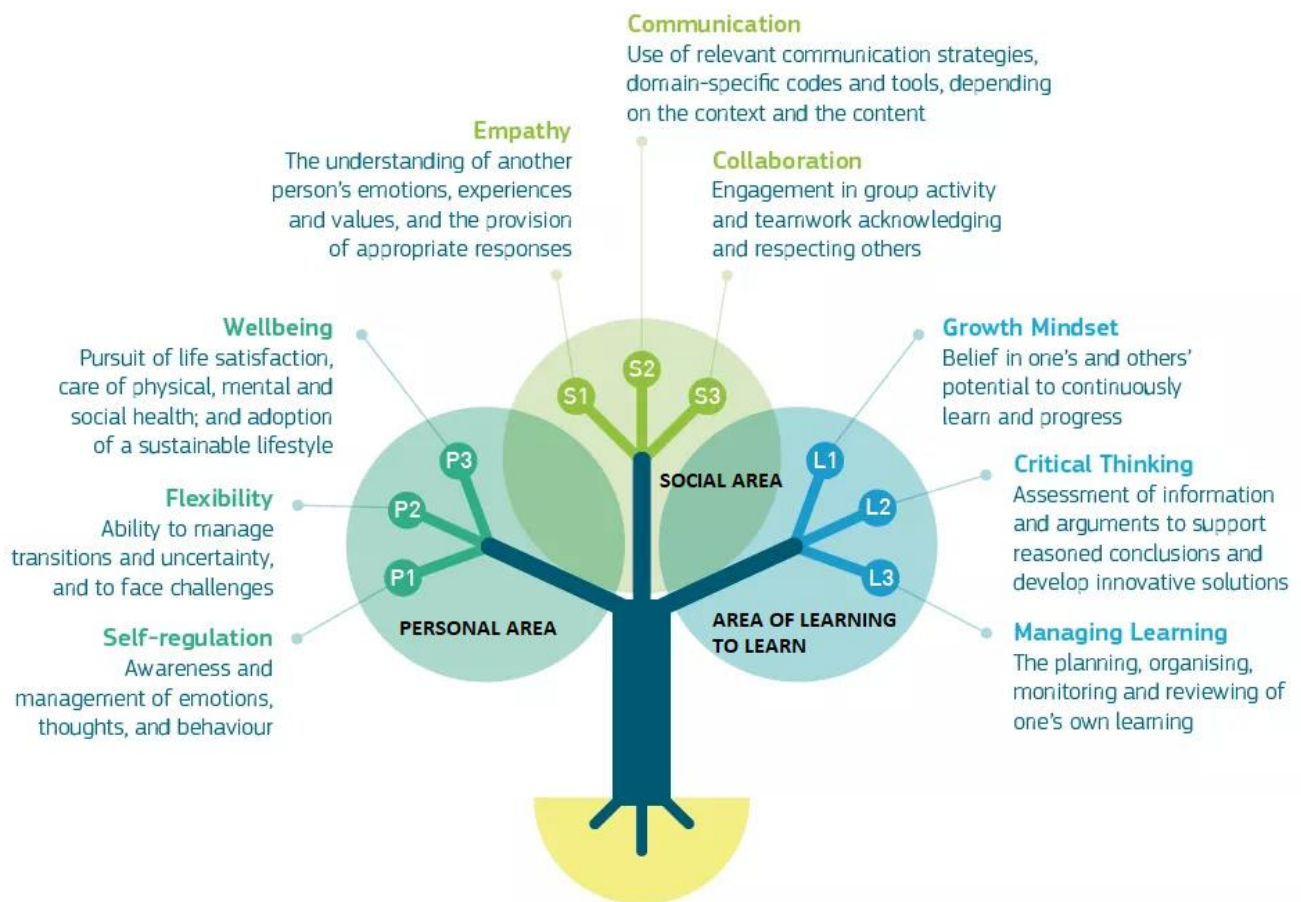 Communication
Use of relevant communication strategies,
domain-specific codes and tools, depending
on the context and the content
Empathy
The understanding of another
person's emotions, experiences
and values, and the provision
of appropriate responses
Collaboration
Engagement in group activity
and teamwork acknowledging
and respecting others
Wellbeing
Pursuit of life satisfaction,
care of physical, mental and
social health; and adoption
of a sustainable lifestyle
Flexibility
Ability to manage
transitions and uncertainty,
and to face challenges
Self-regulation
Awareness and
management of emotions,
thoughts, and behaviour
P3
P2
P1
PERSONAL AREA
S1
S2
S3
SOCIAL AREA
L1
L2
L3
AREA OF LEARNING
TO LEARN
Growth Mindset
Belief in one's and others'
potential to continuously
learn and progress
Critical Thinking
Assessment of information
and arguments to support
reasoned conclusions and
develop innovative solutions
Managing Learning
The planning, organising,
monitoring and reviewing of
one's own learning